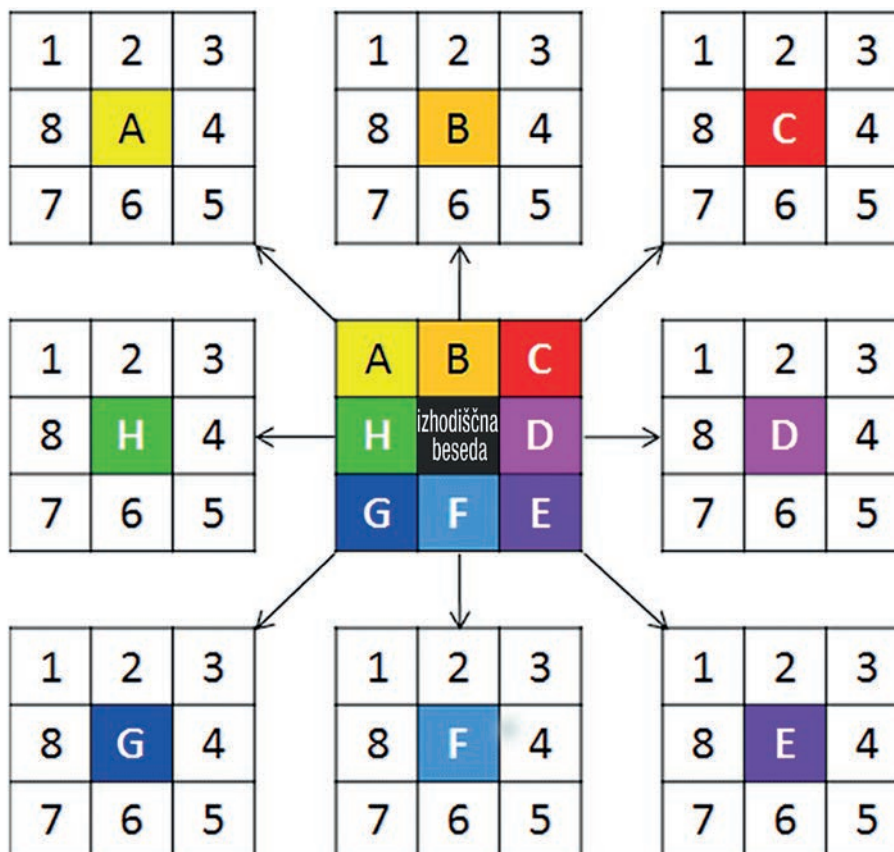 1 2 3 1 2 3 1 2 3
8 A 4 8 B 4 8 C 4
7 6 5 7 6 5 7 6 5
1 2 3 A B C 1 2 3
8 H 4 H izhodiščna beseda D 8 D 4
7 6 5 G F E 7 6 5
1 2 3 1 2 3 1 2 3
8 G 4 8 F 4 8 E 4
7 6 5 7 6 5 7 6 5